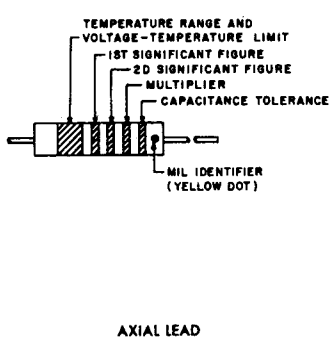 TEMPERATURE RANGE AND
VOLTAGE-TEMPERATURE LIMIT
1ST SIGNIFICANT FIGURE
2D SIGNIFICANT FIGURE
MULTIPLIER
CAPACITANCE TOLERANCE
MIL IDENTIFIER
(YELLOW DOT)
AXIAL LEAD